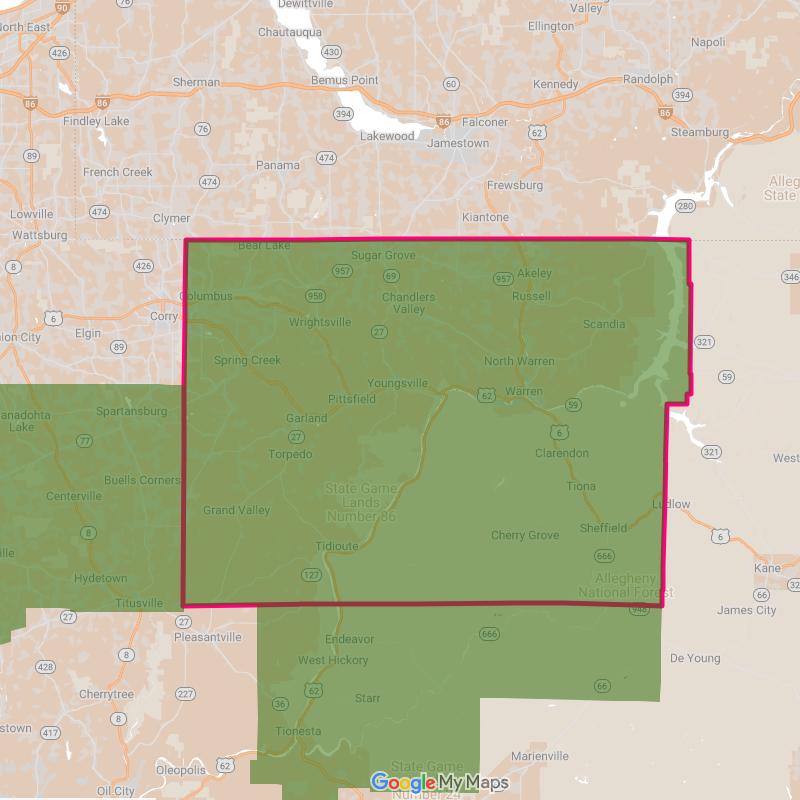 Dewittville
90
76
Valley
North East
Chautauqua
Ellington
430
Napoli
426
Sherman
Bemus Point
60
Kennedy
Randolph
86
86
394
Findley Lake
394
86
Falconer
86
Steamburg
76
Lakewood
62
Jamestown
89
474
Panama
French Creek
474
Frewsburg
Alleg
State
Lowville
474
Clymer
Kiantone
280
Wattsburg
Bear Lake
Sugar Grove
8
426
957
69
957
Akeley
346
Columbus
958
Chandlers
Valley
Russell
6
Corry
Wrightsville
Scandia
nion City
Elgin
89
27
321
Spring Creek
North Warren
Youngsville
62
Warren
59
59
Pittsfield
anadohta
Lake
Spartansburg
Garland
6
77
27
Torpedo
Clarendon
321
West
Buells Corners
Tiona
Centerville
State Game
Lands
Number 86
Grand Valley
Ludlow
8
Cherry Grove
Sheffield
6
ville
Tidioute
666
Kane
Hydetown
127
Allegheny
National Forest
66
Titusville
948
James City
27
27
Pleasantville
666
Endeavor
8
West Hickory
De Young
428
62
66
Cherrytree
227
36
Starr
8
417
Tionesta
stown
Oleopolis
62
State Game
Number 24
Marienville
Oil City
Google My Maps